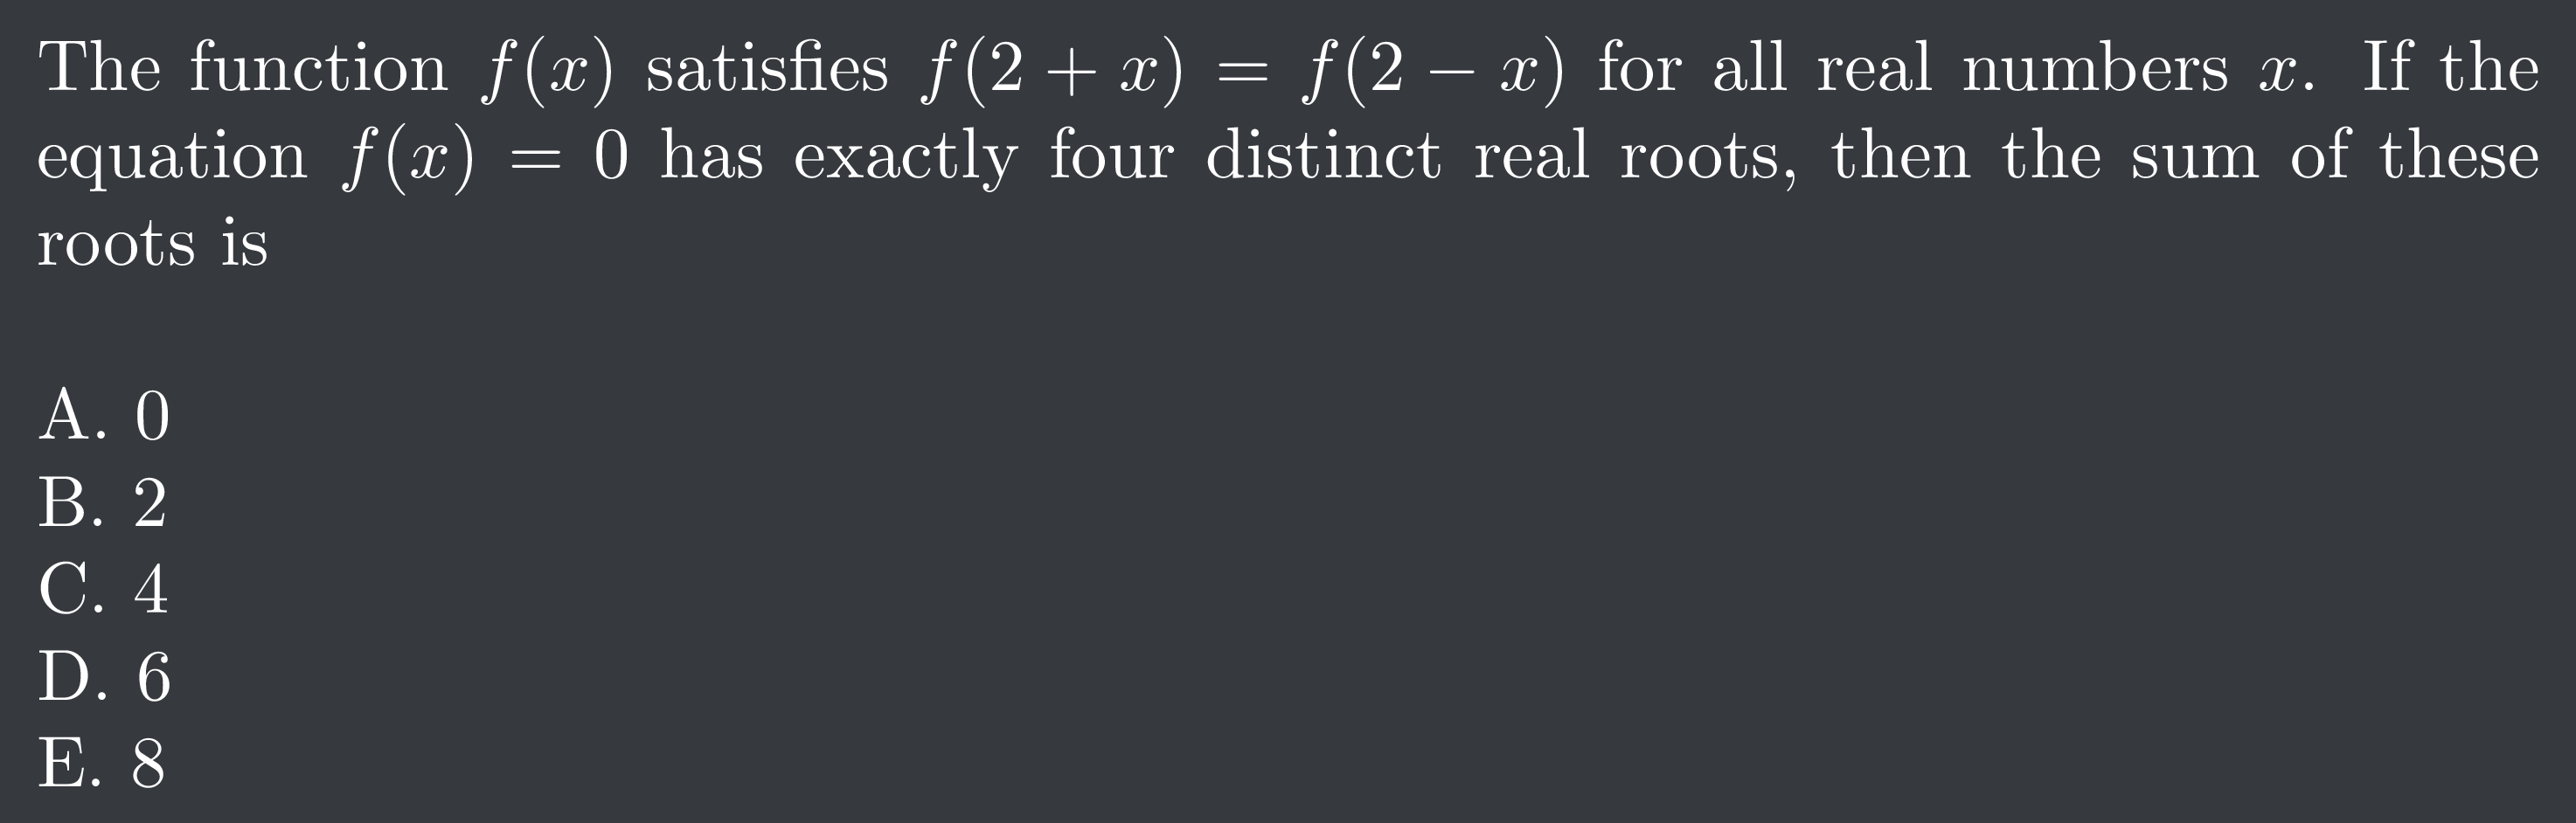 The function f(x) satisfies f(2 + x) = f(2 − x) for all real numbers x. If the
equation f(x) = 0 has exactly four distinct real roots, then the sum of these
roots is
A. 0
B. 2
C. 4
D. 6
E. 8